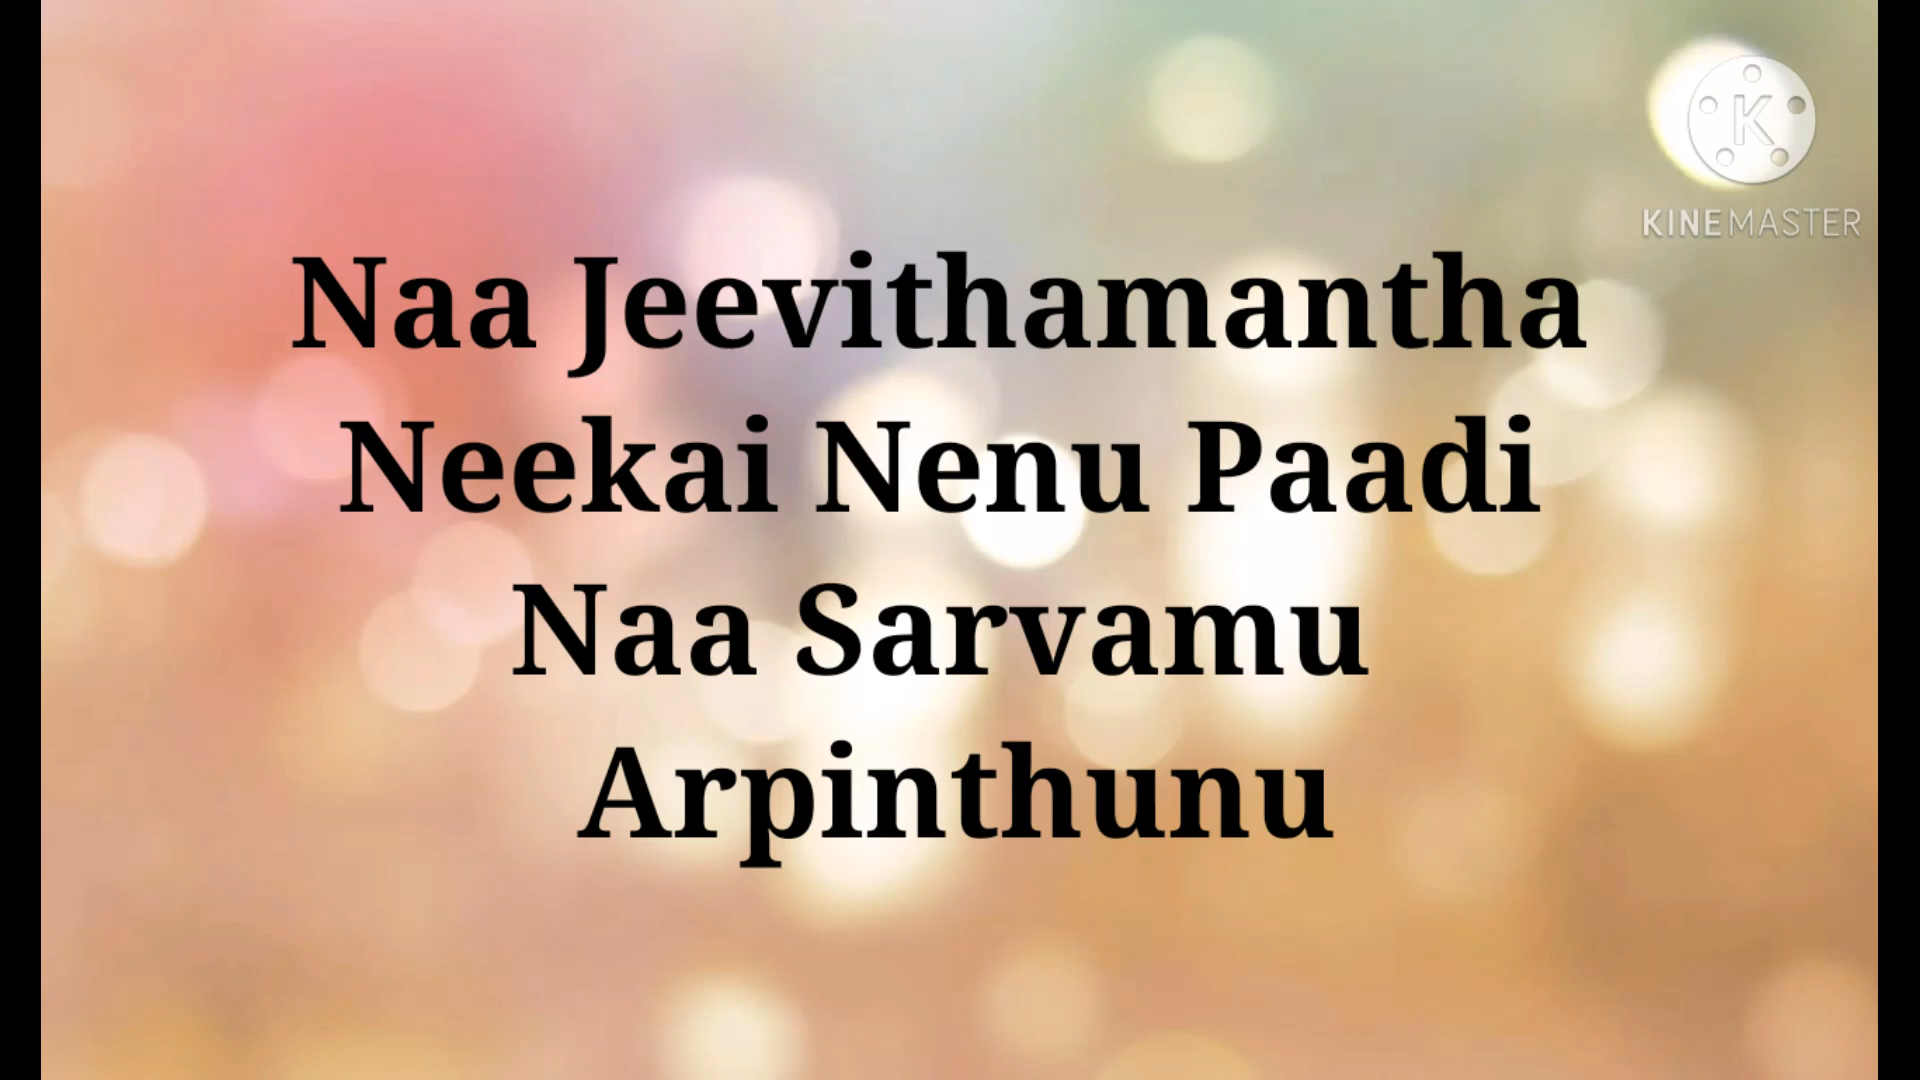 K
KINEMASTER
Naa Jeevithamantha
Neekai Nenu Paadi
Naa Sarvamu
Arpinthunu